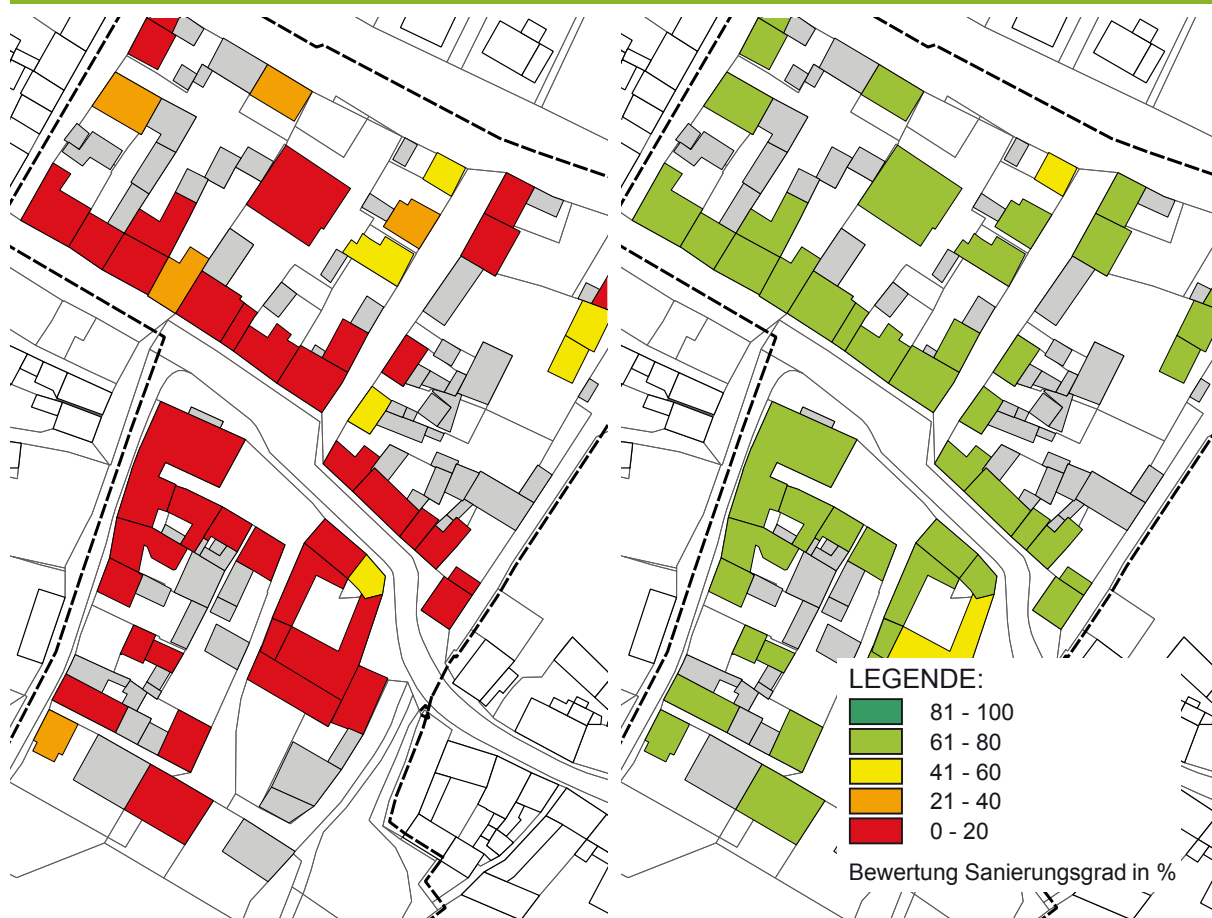 LEGENDE:
81 - 100
61 - 80
41 - 60
21 - 40
0 - 20
Bewertung Sanierungsgrad in %